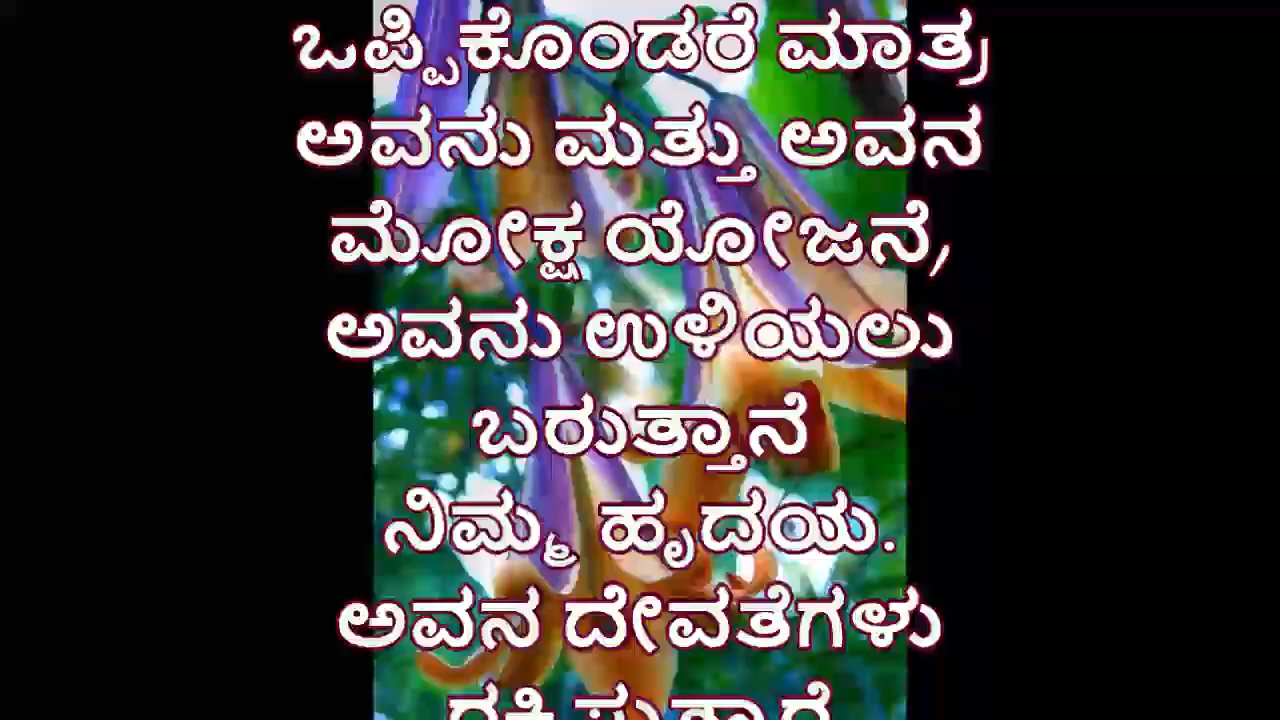 ಒಪ್ಪಿಕೊಂಡರೆ ಮಾತ್ರ
ಅವನು ಮತ್ತು ಅವನ
ಮೋಕ್ಷ ಯೋಜನೆ,
ಅವನು ಉಳಿಯಲು
ಬರುತ್ತಾನೆ
ನಿಮ್ಮ ಹೃದಯ.
ಅವನ ದೇವತೆಗಳು